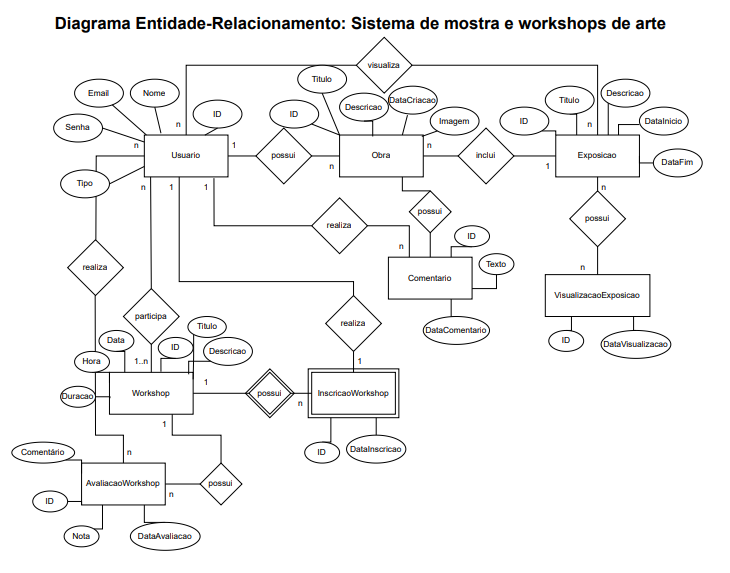 Diagrama Entidade-Relacionamento: Sistema de mostra e workshops de arte
visualiza
Titulo
Email
Nome
ID
ID
Descricao
DataCriacao
Imagem
ID
Titulo
Descricao
DataInicio
DataFim
Senha
Tipo
n
n
1
n
n
1
n
Usuario
possui
Obra
inclui
Exposicao
n
1
1
n
possui
possui
realiza
n
n
ID
Texto
realiza
Comentario
VisualizacaoExposicao
DataComentario
ID
DataVisualizacao
participa
realiza
Titulo
Data
ID
Descricao
Hora
1..n
1
1
Duracao
Workshop
possui
n
InscricaoWorkshop
1
ID
DataInscricao
Comentário
n
AvaliacaoWorkshop
n
possui
ID
Nota
DataAvaliacao